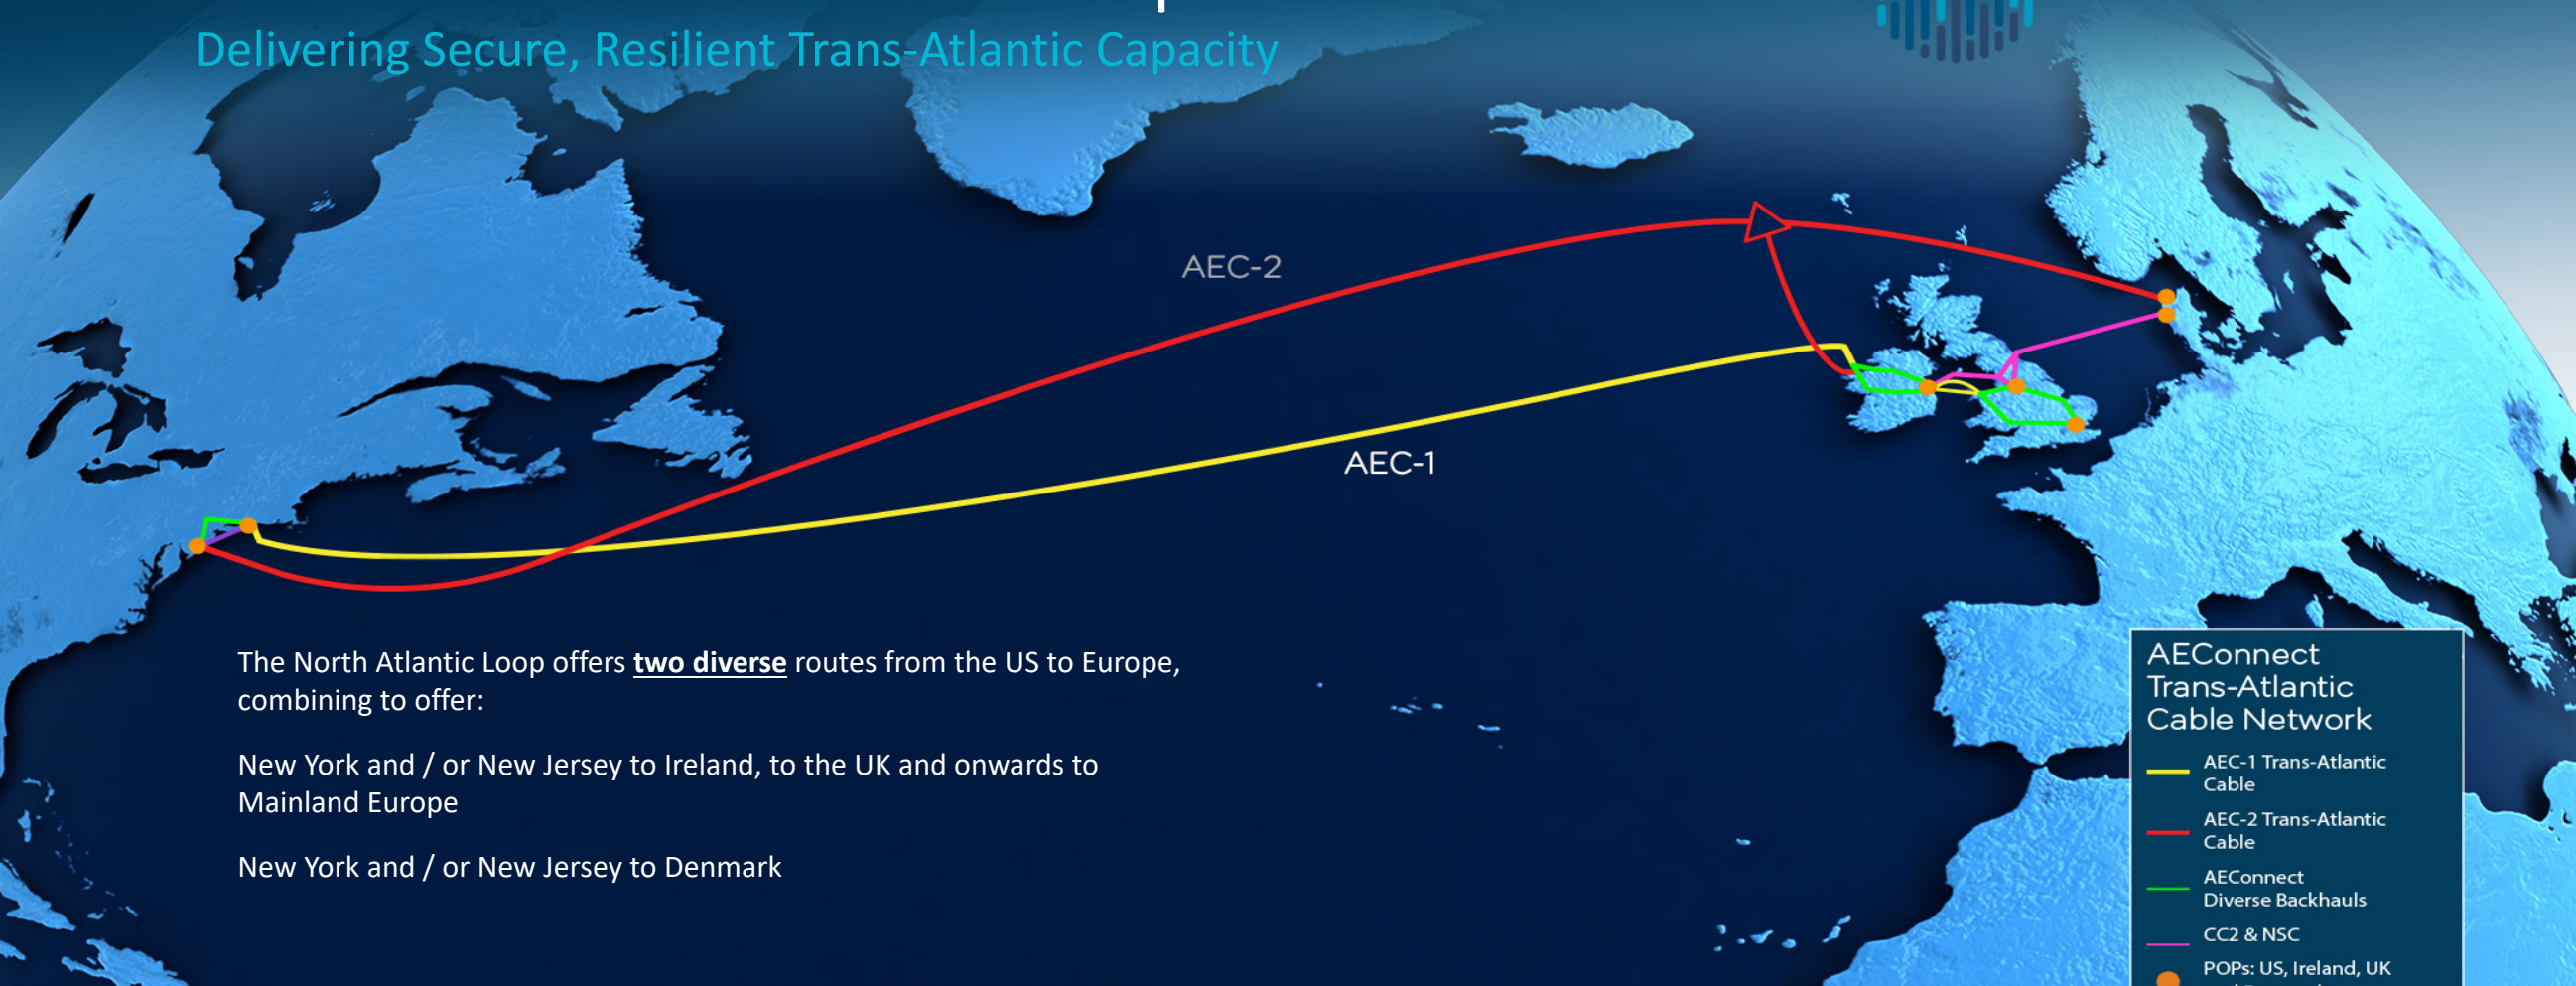 Delivering Secure, Resilient Trans-Atlantic Capacity
AEC-2
AEC-1
The North Atlantic Loop offers two diverse routes from the US to Europe,
combining to offer:
New York and / or New Jersey to Ireland, to the UK and onwards to
Mainland Europe
New York and / or New Jersey to Denmark
AEConnect
Trans-Atlantic
Cable Network
AEC-1 Trans-Atlantic
Cable
AEC-2 Trans-Atlantic
Cable
AEConnect
Diverse Backhauls
CC2 & NSC
POPs: US, Ireland, UK